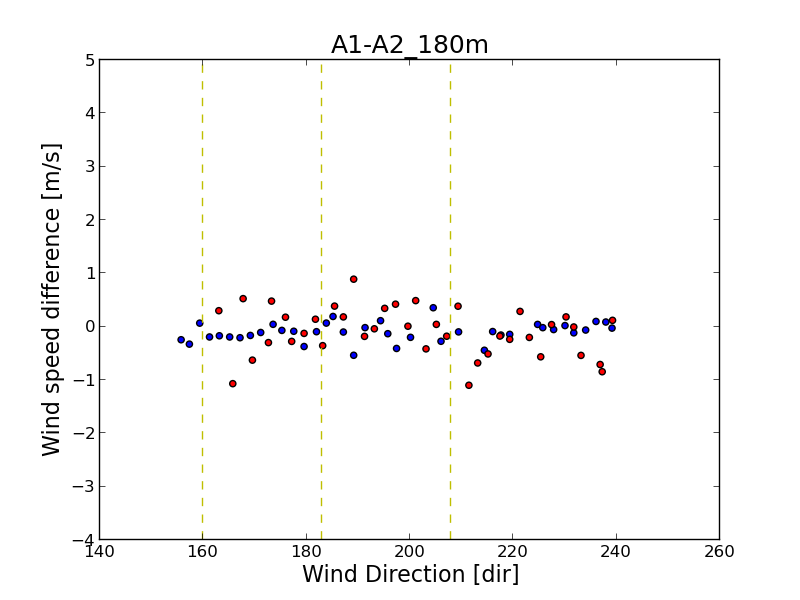 A1-A2_180m
5
4
3
2
1
0
−1
−2
−3
−4
Wind speed difference [m/s]
140 160 180 200 220 240 260
Wind Direction [dir]